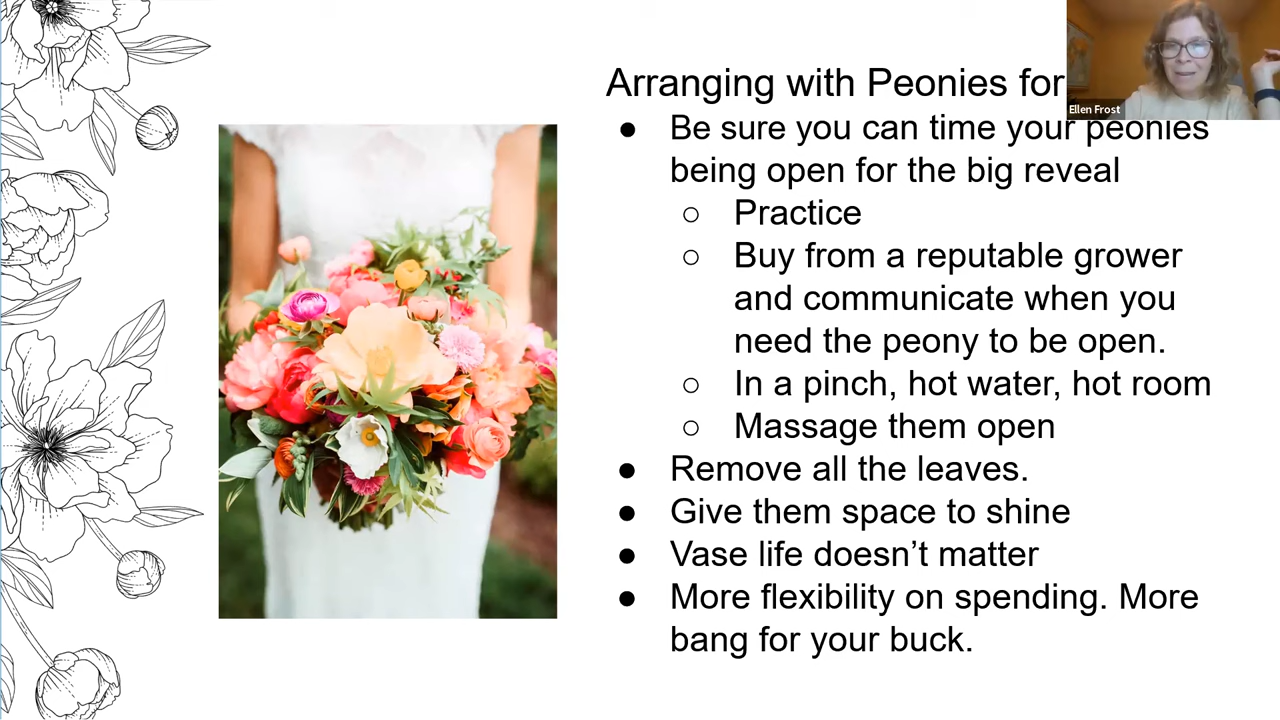 Arranging with Peonies for
Ellen Frost
● Be sure you can time your peonies
being open for the big reveal
○ Practice
○ Buy from a reputable grower
and communicate when you
need the peony to be open.
○ In a pinch, hot water, hot room
○ Massage them open
● Remove all the leaves.
● Give them space to shine
● Vase life doesn’t matter
● More flexibility on spending. More
bang for your buck.